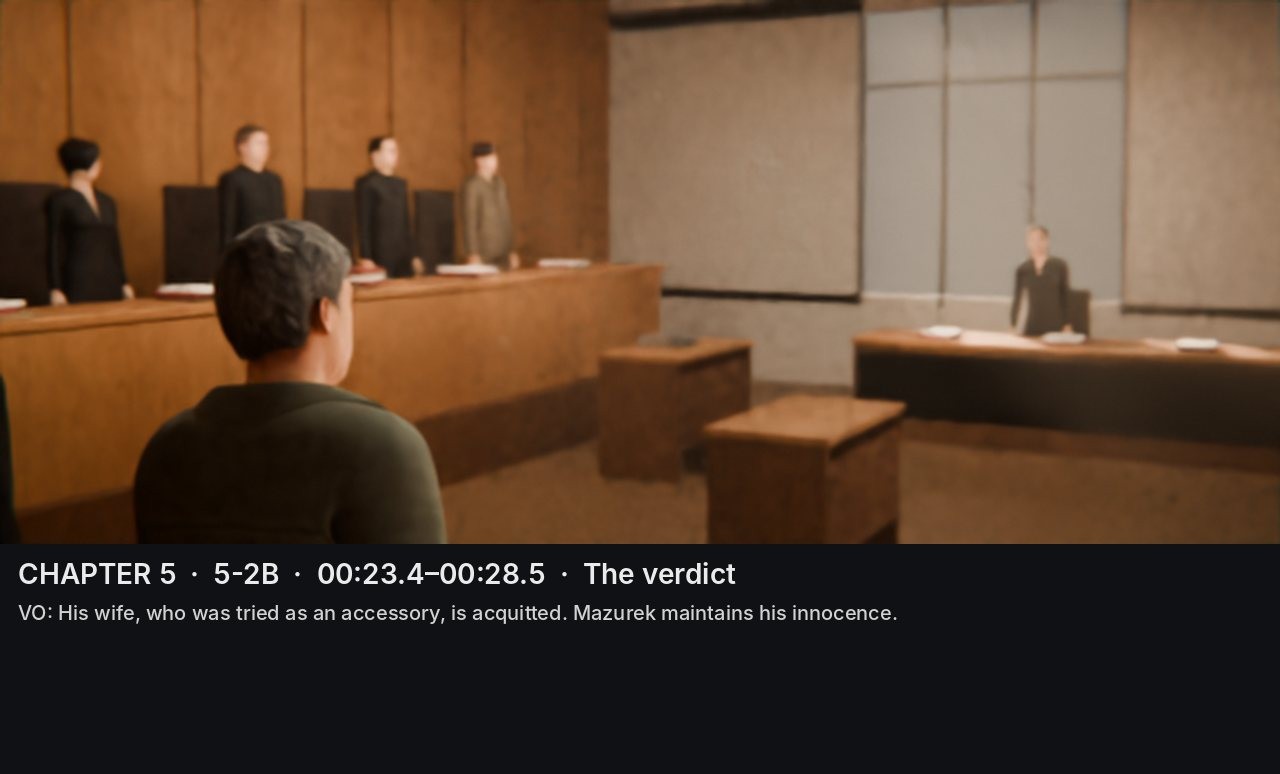 CHAPTER 5 · 5-2B · 00:23.4–00:28.5 · The verdict
VO: His wife, who was tried as an accessory, is acquitted. Mazurek maintains his innocence.